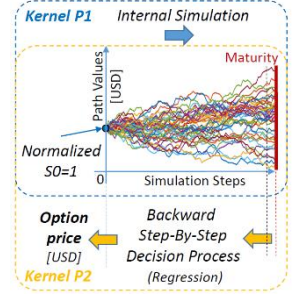 Kernel P1 Internal Simulation
Maturity
Path Values
[USD]
Normalized
S0=1
0
Simulation Steps
Option
price
[USD]
Kernel P2
Backward
Step-By-Step
Decision Process
(Regression)